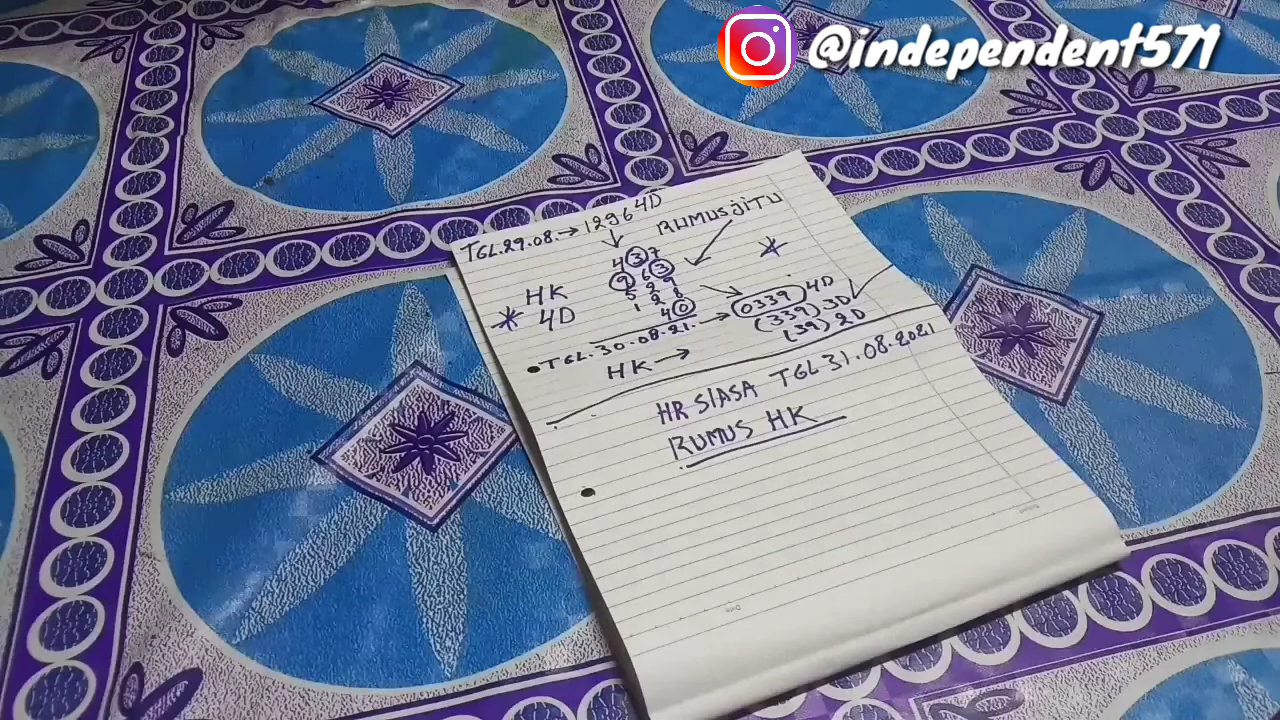 @independent571
TGL.29.08.→1296 4D
RUMUS JITU
4 3 7
9 6 3
5 2 9
1 2 8
4 0
HK
* 4D
*
• TGL.30.08.21.→ 0339 4D
(339) 3D
(39) 2D
HK→
HR SlASA TGL 31.08.2021
RUMUS HK